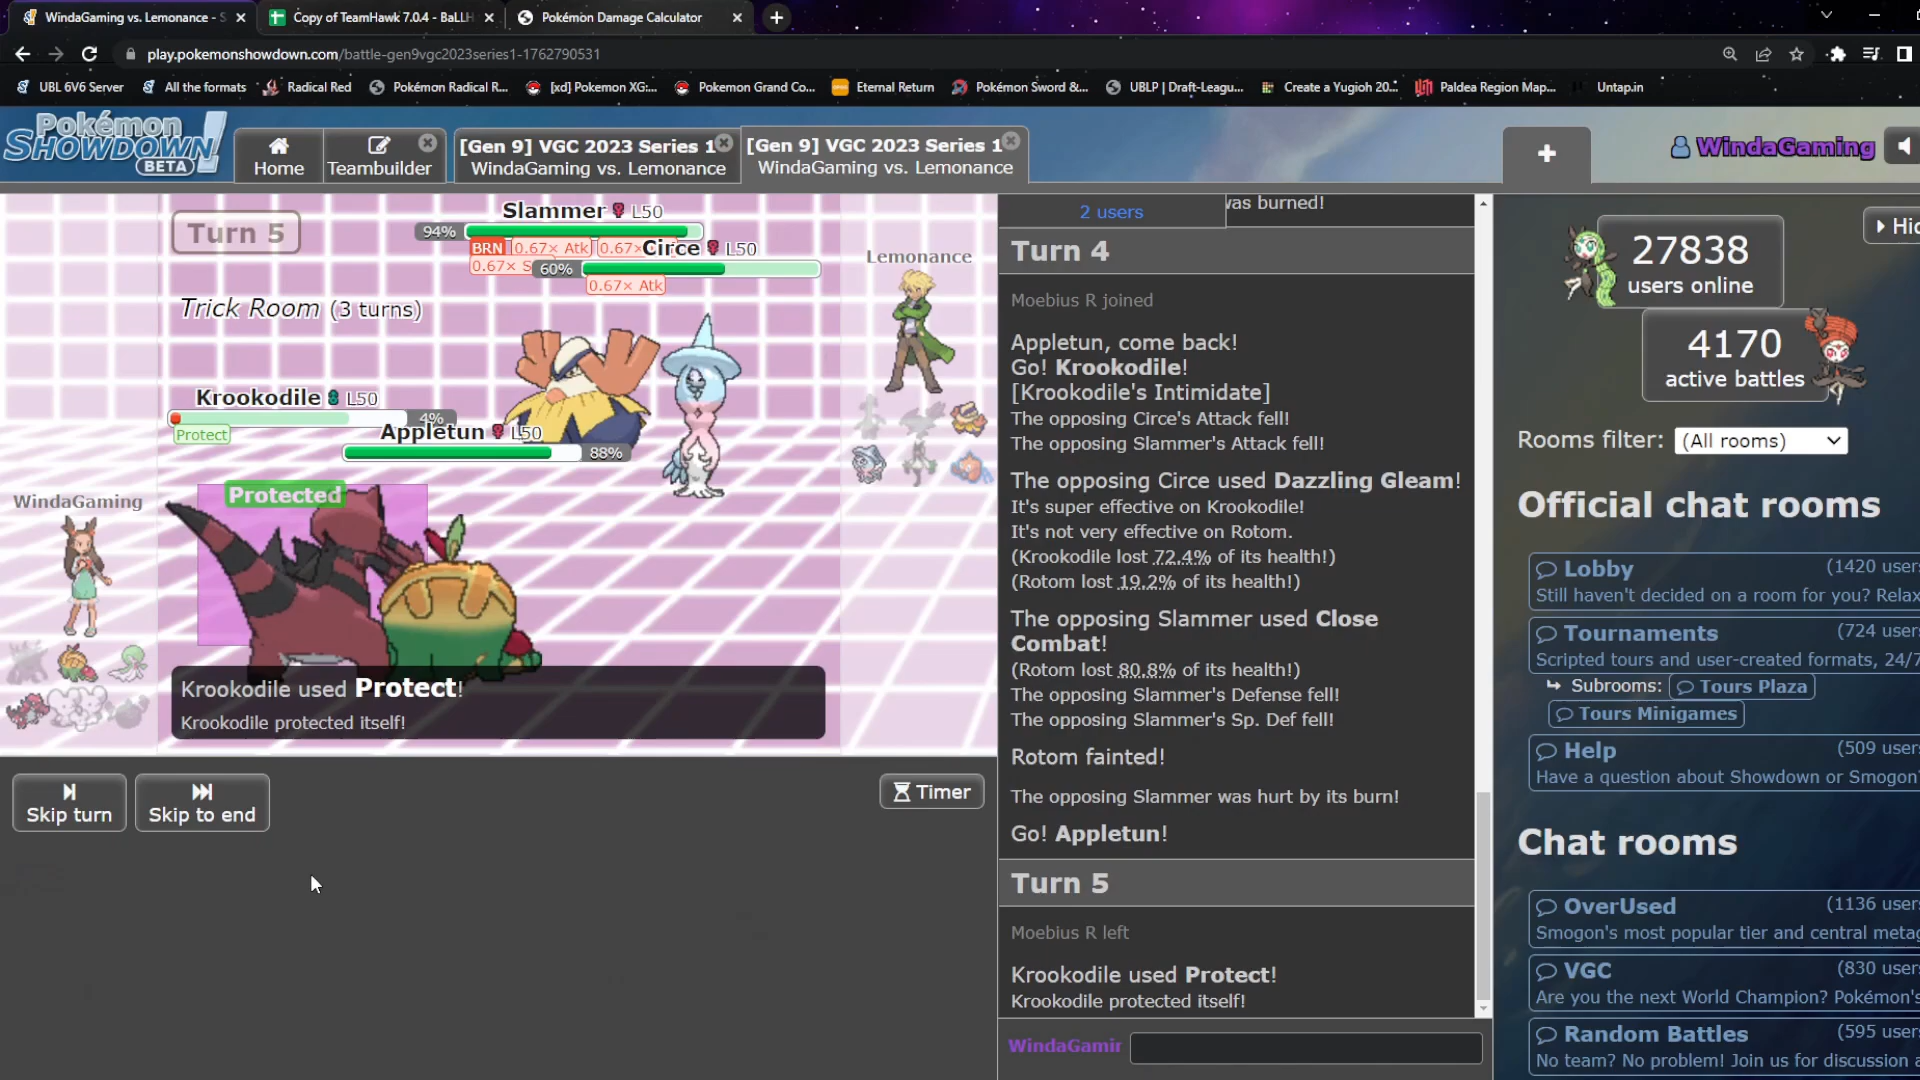 WindaGaming vs. Lemonance - S
Copy of TeamHawk 7.0.4 - BaLLH
Pokémon Damage Calculator
play.pokemonshowdown.com/battle-gen9vgc2023series1-1762790531
UBL 6V6 Server
All the formats
Radical Red
Pokémon Radical R...
[xd] Pokemon XG:...
Pokemon Grand Co...
Eternal Return
Pokémon Sword &...
UBLP | Draft-Leagu...
Create a Yugioh 20...
Paldea Region Map...
Untap.in
Pokémon
SHOWDOWN!
BETA
Home
Teambuilder
[Gen 9] VGC 2023 Series 1
WindaGaming vs. Lemonance
[Gen 9] VGC 2023 Series 1
WindaGaming vs. Lemonance
WindaGaming
Turn 5
Slammer L50
94%
BRN 0.67× Atk 0.67×
0.67× S
Circe L50
60%
0.67× Atk
Trick Room (3 turns)
Lemonance
Krookodile L50
4%
Protect
Appletun L50
88%
WindaGaming
Protected
Krookodile used Protect!
Krookodile protected itself!
Skip turn
Skip to end
Timer
2 users
was burned!
Turn 4
Moebius R joined
Appletun, come back!
Go! Krookodile!
[Krookodile's Intimidate]
The opposing Circe's Attack fell!
The opposing Slammer's Attack fell!
The opposing Circe used Dazzling Gleam!
It's super effective on Krookodile!
It's not very effective on Rotom.
(Krookodile lost 72.4% of its health!)
(Rotom lost 19.2% of its health!)
The opposing Slammer used Close
Combat!
(Rotom lost 80.8% of its health!)
The opposing Slammer's Defense fell!
The opposing Slammer's Sp. Def fell!
Rotom fainted!
The opposing Slammer was hurt by its burn!
Go! Appletun!
Turn 5
Moebius R left
Krookodile used Protect!
Krookodile protected itself!
WindaGamir
Hid
27838
users online
4170
active battles
Rooms filter: (All rooms)
Official chat rooms
Lobby (1420 users
Still haven't decided on a room for you? Relax
Tournaments (724 users
Scripted tours and user-created formats, 24/7
Subrooms: Tours Plaza
Tours Minigames
Help (509 users
Have a question about Showdown or Smogon?
Chat rooms
OverUsed (1136 users
Smogon's most popular tier and central metag
VGC (830 users
Are you the next World Champion? Pokémon's
Random Battles (595 users
No team? No problem! Join us for discussion a